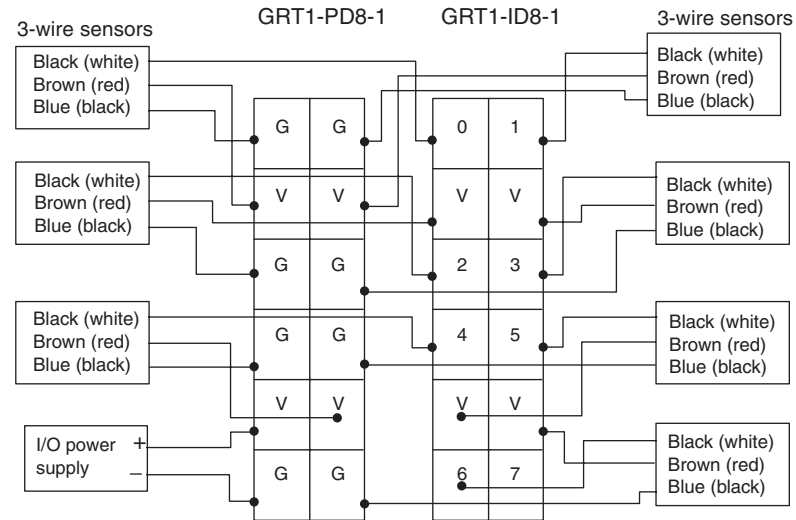 GRT1-PD8-1 GRT1-ID8-1
3-wire sensors 3-wire sensors
Black (white)
Brown (red)
Blue (black)
Black (white)
Brown (red)
Blue (black)
G G 0 1
V V V V
Black (white)
Brown (red)
Blue (black)
Black (white)
Brown (red)
Blue (black)
G G 2 3
G G 4 5
Black (white)
Brown (red)
Blue (black)
Black (white)
Brown (red)
Blue (black)
V V V V
I/O power +
supply –
G G 6 7
Black (white)
Brown (red)
Blue (black)